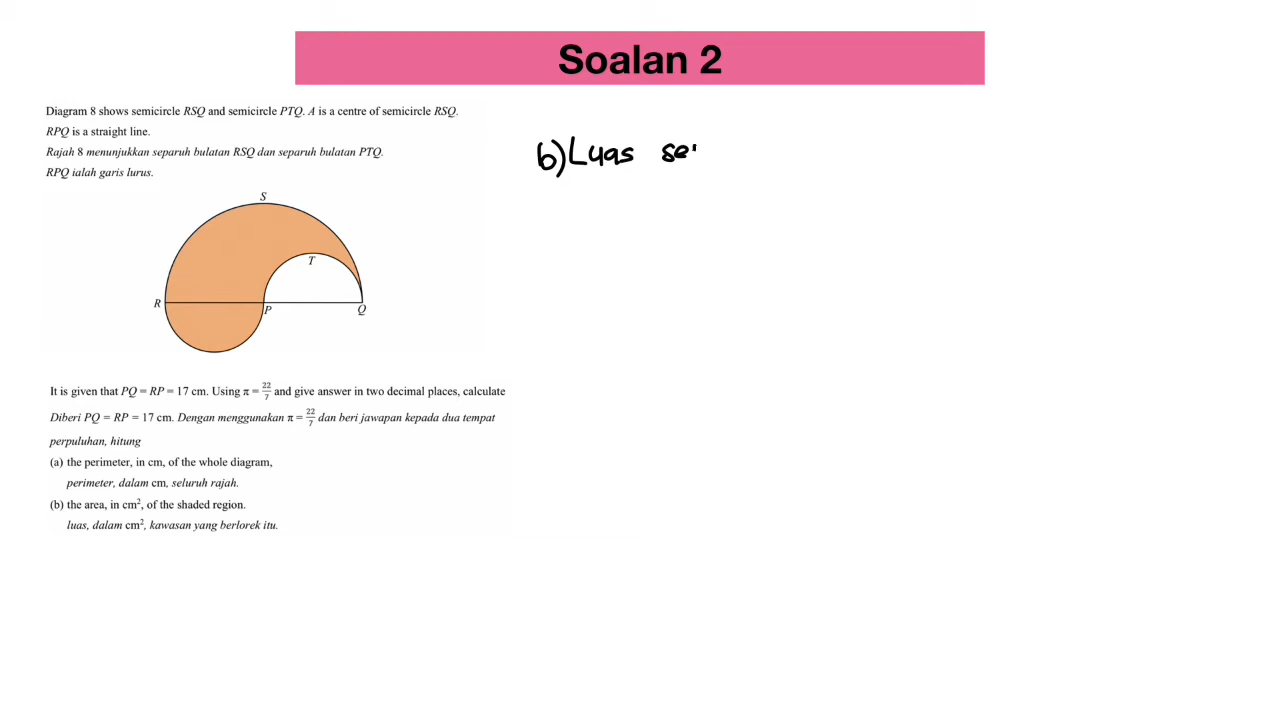 Soalan 2
Diagram 8 shows semicircle RSQ and semicircle PTQ. A is a centre of semicircle RSQ.
RPQ is a straight line.
Rajah 8 menunjukkan separuh bulatan RSQ dan separuh bulatan PTQ.
RPQ ialah garis lurus.
S
T
R
P
Q
It is given that PQ = RP = 17 cm. Using π = 22/7 and give answer in two decimal places, calculate
Diberi PQ = RP = 17 cm. Dengan menggunakan π = 22/7 dan beri jawapan kepada dua tempat
perpuluhan, hitung
(a) the perimeter, in cm, of the whole diagram,
perimeter, dalam cm, seluruh rajah.
(b) the area, in cm², of the shaded region.
luas, dalam cm², kawasan yang berlorek itu.
b) Luas se